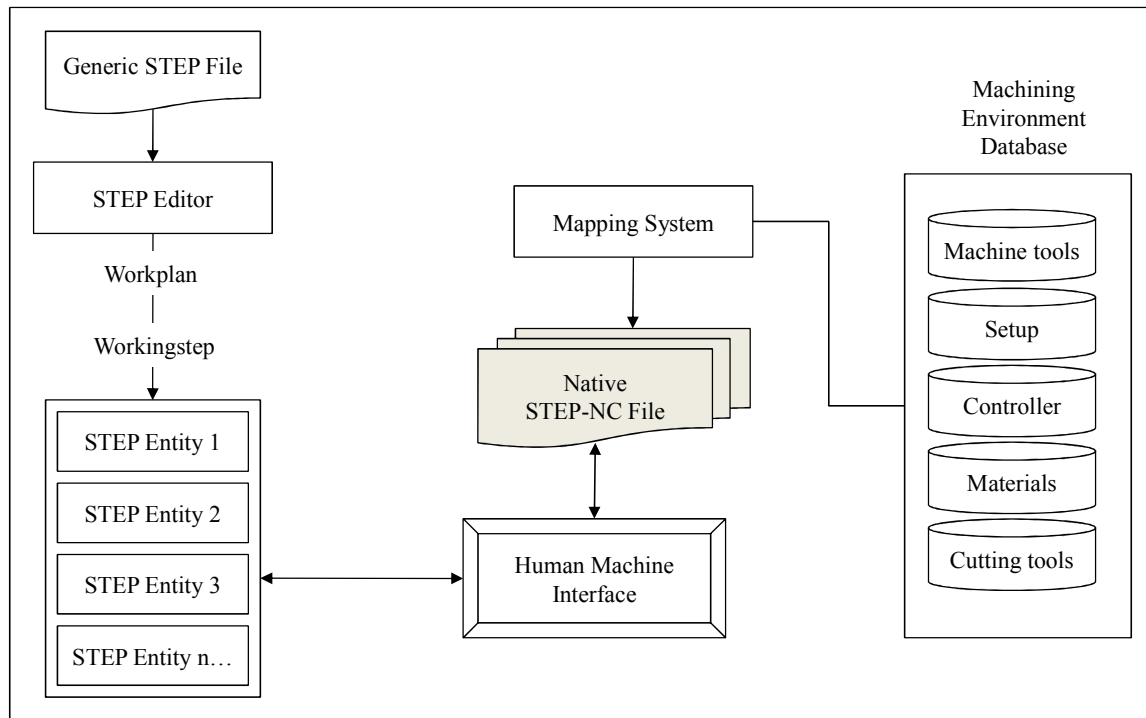 Generic STEP File
STEP Editor
Workplan
Workingstep
STEP Entity 1
STEP Entity 2
STEP Entity 3
STEP Entity n…
Mapping System
Native
STEP-NC File
Human Machine
Interface
Machining
Environment
Database
Machine tools
Setup
Controller
Materials
Cutting tools